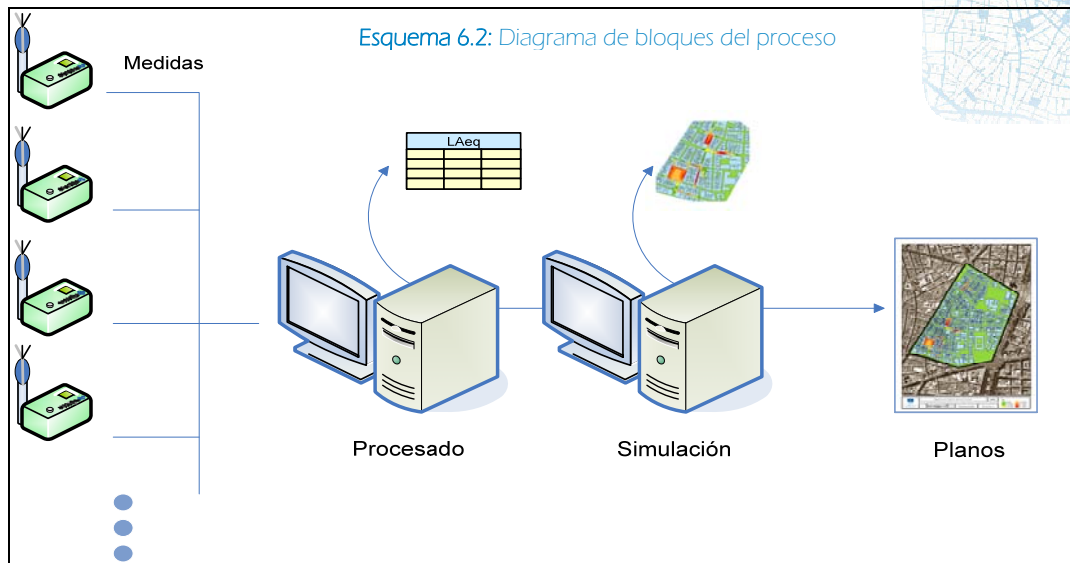 Esquema 6.2: Diagrama de bloques del proceso
Medidas
LAeq
Procesado
Simulación
Planos